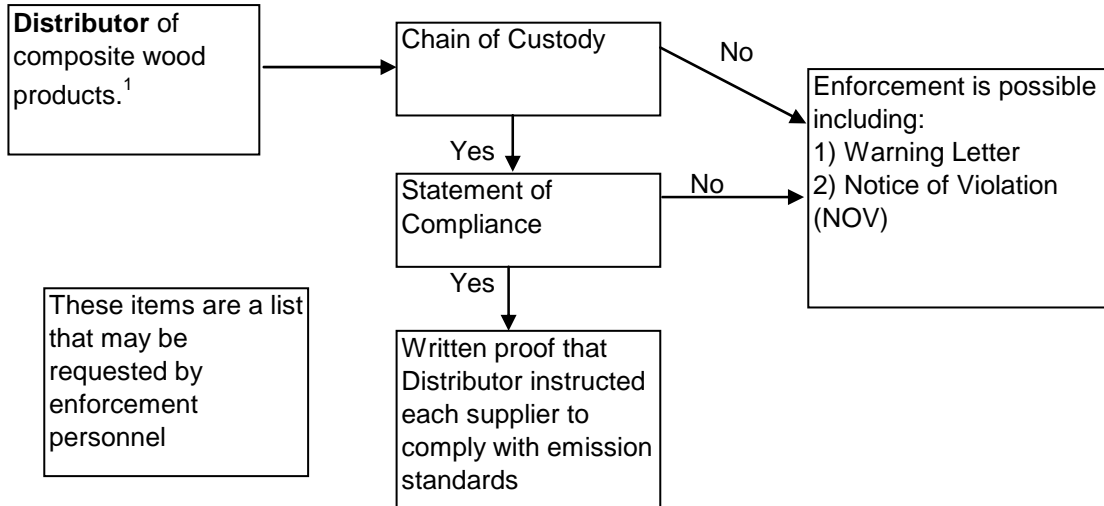 Distributor of
composite wood
products.1
Chain of Custody
No
Enforcement is possible
including:
1) Warning Letter
2) Notice of Violation
(NOV)
Yes
Statement of
Compliance
No
Yes
These items are a list
that may be
requested by
enforcement
personnel
Written proof that
Distributor instructed
each supplier to
comply with emission
standards